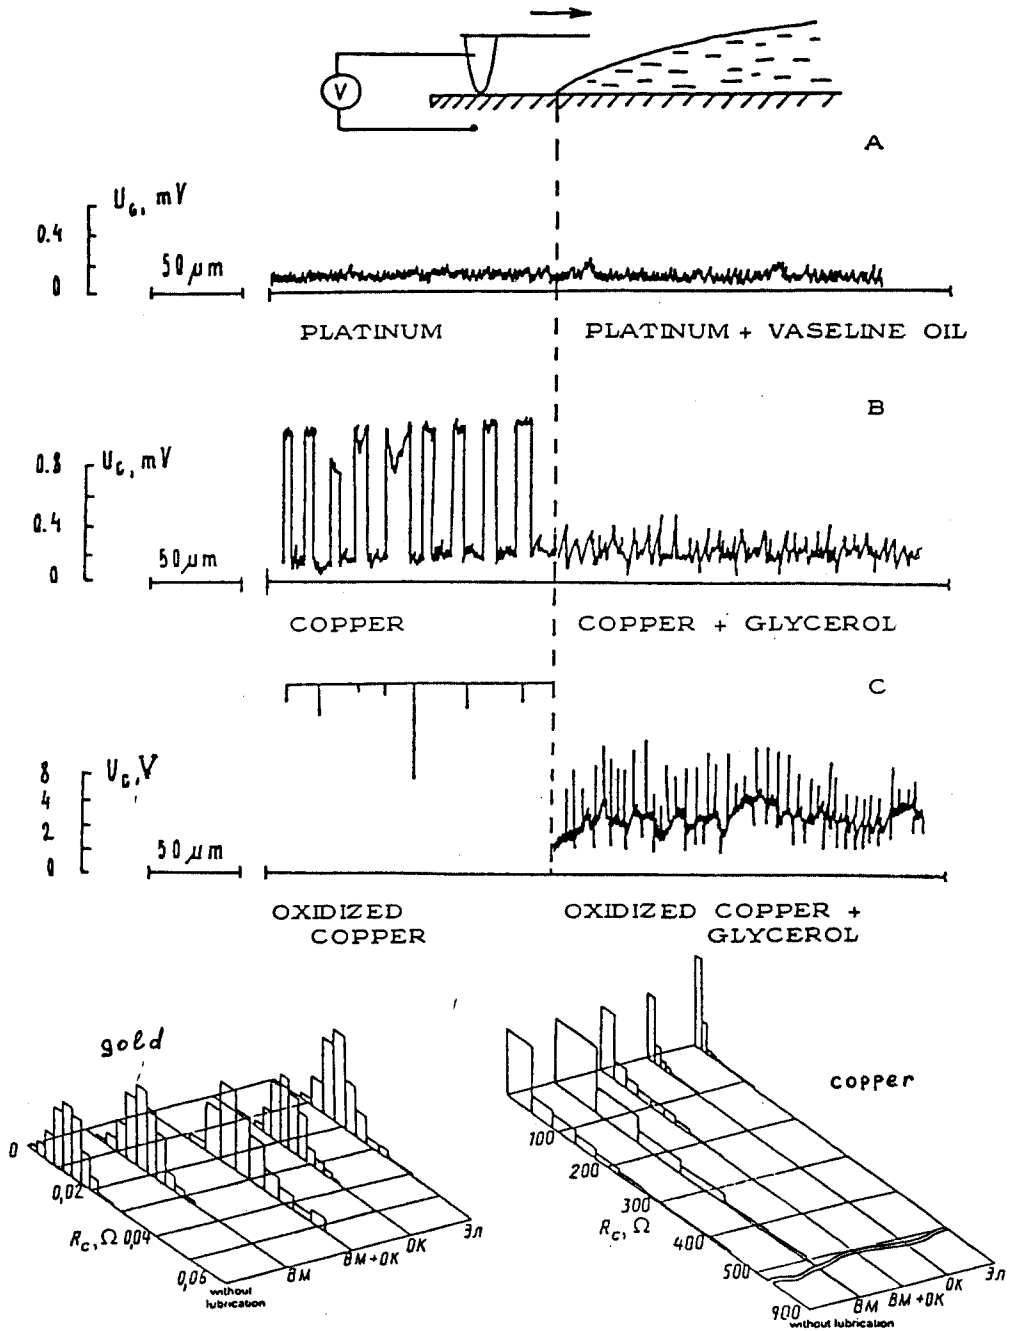 V
A
U₆, mV
0.4
0
50 μm
PLATINUM
PLATINUM + VASELINE OIL
B
U_C, mV
0.8
0.4
0
50 μm
COPPER
COPPER + GLYCEROL
C
U_C, V
8
4
2
0
50 μm
OXIDIZED COPPER
OXIDIZED COPPER + GLYCEROL
gold
0
0,02
R_c, Ω 0,04
0,06
without lubrication
ВМ
ВМ+ОК
ОК
Эл
copper
100
200
300
R_c, Ω
400
500
900
without lubrication
ВМ
ВМ+ОК
ОК
Эл